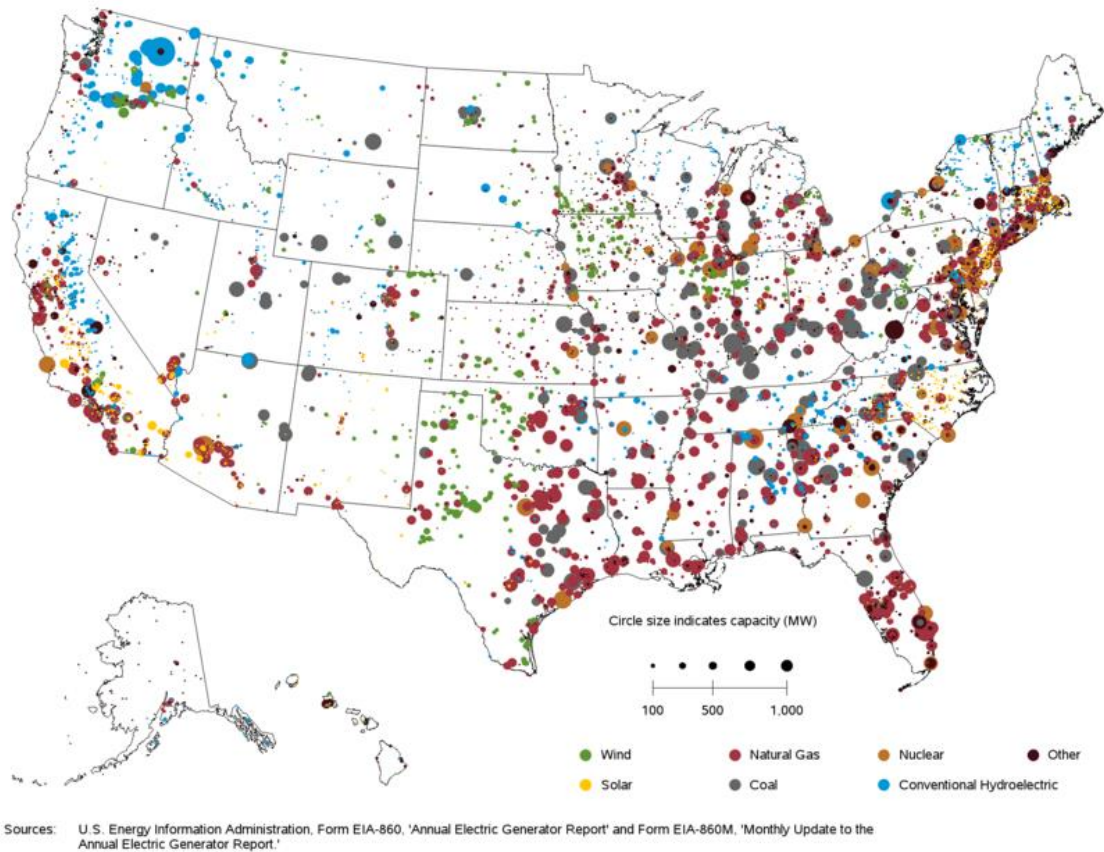 Circle size indicates capacity (MW)
100 500 1.000
Wind Natural Gas Nuclear Other
Solar Coal Conventional Hydroelectric
Sources: U.S. Energy Information Administration, Form EIA-860, 'Annual Electric Generator Report' and Form EIA-860M, 'Monthly Update to the
Annual Electric Generator Report.'